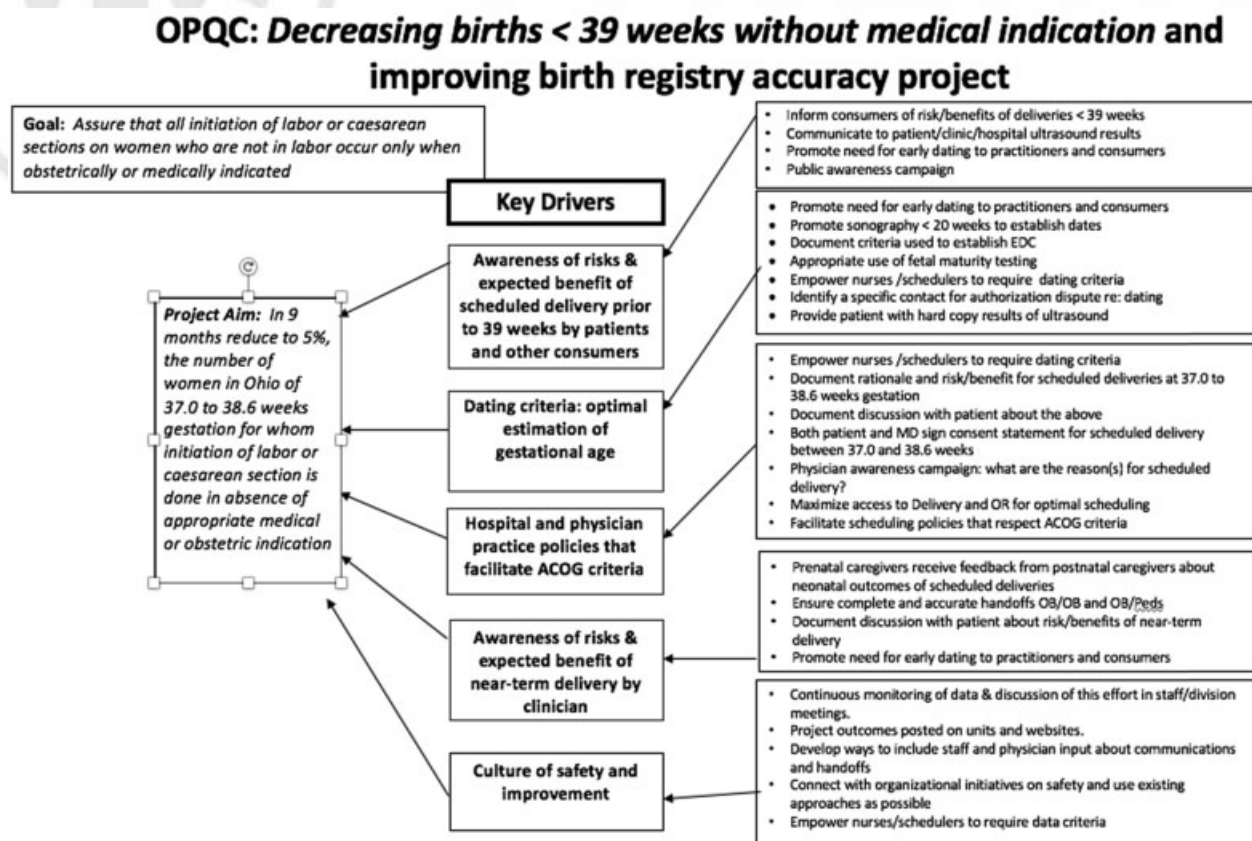 OPQC: Decreasing births < 39 weeks without medical indication and
improving birth registry accuracy project
Goal: Assure that all initiation of labor or caesarean
sections on women who are not in labor occur only when
obstetrically or medically indicated
Key Drivers
Project Aim: In 9
months reduce to 5%,
the number of
women in Ohio of
37.0 to 38.6 weeks
gestation for whom
initiation of labor or
caesarean section is
done in absence of
appropriate medical
or obstetric indication
Awareness of risks &
expected benefit of
scheduled delivery prior
to 39 weeks by patients
and other consumers
Dating criteria: optimal
estimation of
gestational age
Hospital and physician
practice policies that
facilitate ACOG criteria
Awareness of risks &
expected benefit of
near-term delivery by
clinician
Culture of safety and
improvement
• Inform consumers of risk/benefits of deliveries < 39 weeks
• Communicate to patient/clinic/hospital ultrasound results
• Promote need for early dating to practitioners and consumers
• Public awareness campaign
• Promote need for early dating to practitioners and consumers
• Promote sonography < 20 weeks to establish dates
• Document criteria used to establish EDC
• Appropriate use of fetal maturity testing
• Empower nurses /schedulers to require dating criteria
• Identify a specific contact for authorization dispute re: dating
• Provide patient with hard copy results of ultrasound
• Empower nurses /schedulers to require dating criteria
• Document rationale and risk/benefit for scheduled deliveries at 37.0 to
38.6 weeks gestation
• Document discussion with patient about the above
• Both patient and MD sign consent statement for scheduled delivery
between 37.0 and 38.6 weeks
• Physician awareness campaign: what are the reason(s) for scheduled
delivery?
• Maximize access to Delivery and OR for optimal scheduling
• Facilitate scheduling policies that respect ACOG criteria
• Prenatal caregivers receive feedback from postnatal caregivers about
neonatal outcomes of scheduled deliveries
• Ensure complete and accurate handoffs OB/OB and OB/Peds
• Document discussion with patient about risk/benefits of near-term
delivery
• Promote need for early dating to practitioners and consumers
• Continuous monitoring of data & discussion of this effort in staff/division
meetings.
• Project outcomes posted on units and websites.
• Develop ways to include staff and physician input about communications
and handoffs
• Connect with organizational initiatives on safety and use existing
approaches as possible
• Empower nurses/schedulers to require data criteria